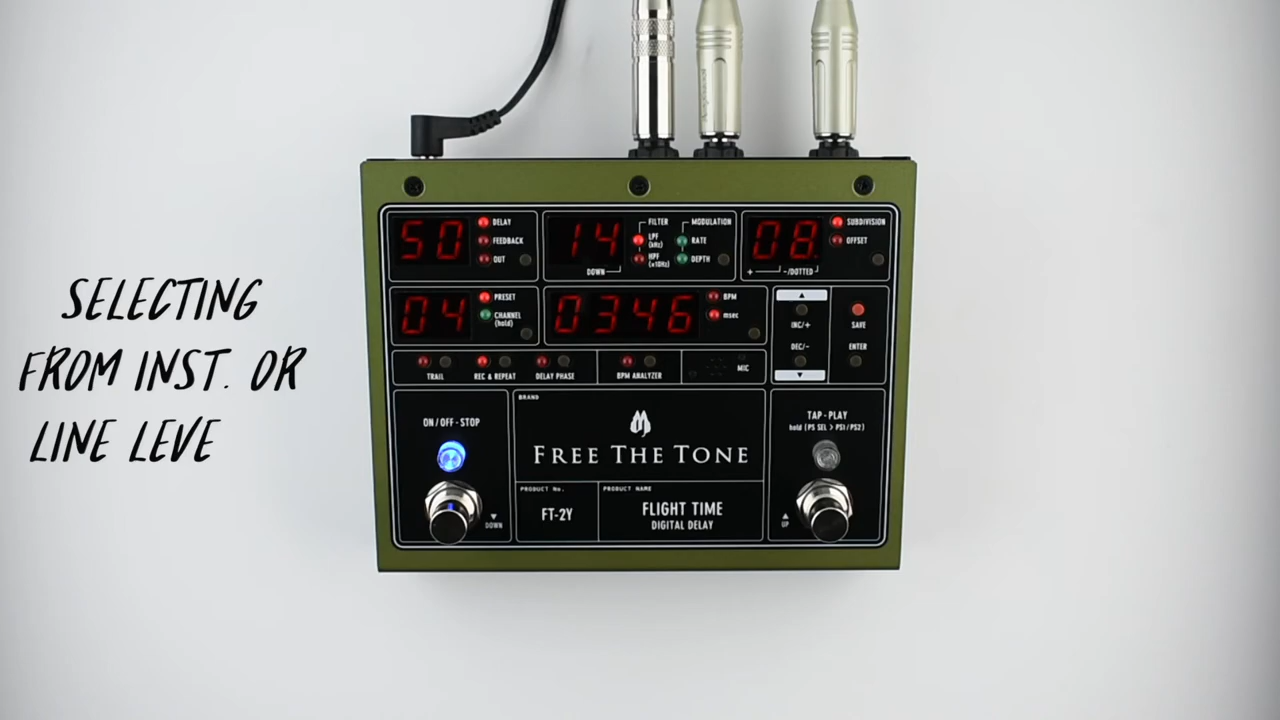 SELECTING
FROM INST. OR
LINE LEVE
50
DELAY
FEEDBACK
OUT
14
DOWN
FILTER
LPF
(kHz)
HPF
(x10Hz)
MODULATION
RATE
DEPTH
08.
+ -/DOTTED
SUBDIVISION
OFFSET
04
PRESET
CHANNEL
(hold)
0346
BPM
msec
▲
INC/+
DEC/-
▼
SAVE
ENTER
TRAIL
REC & REPEAT
DELAY PHASE
BPM ANALYZER
MIC
ON / OFF - STOP
▼
DOWN
BRAND
FREE THE TONE
PRODUCT No.
FT-2Y
PRODUCT NAME
FLIGHT TIME
DIGITAL DELAY
TAP - PLAY
hold (PS SEL > PS1/PS2)
▲
UP